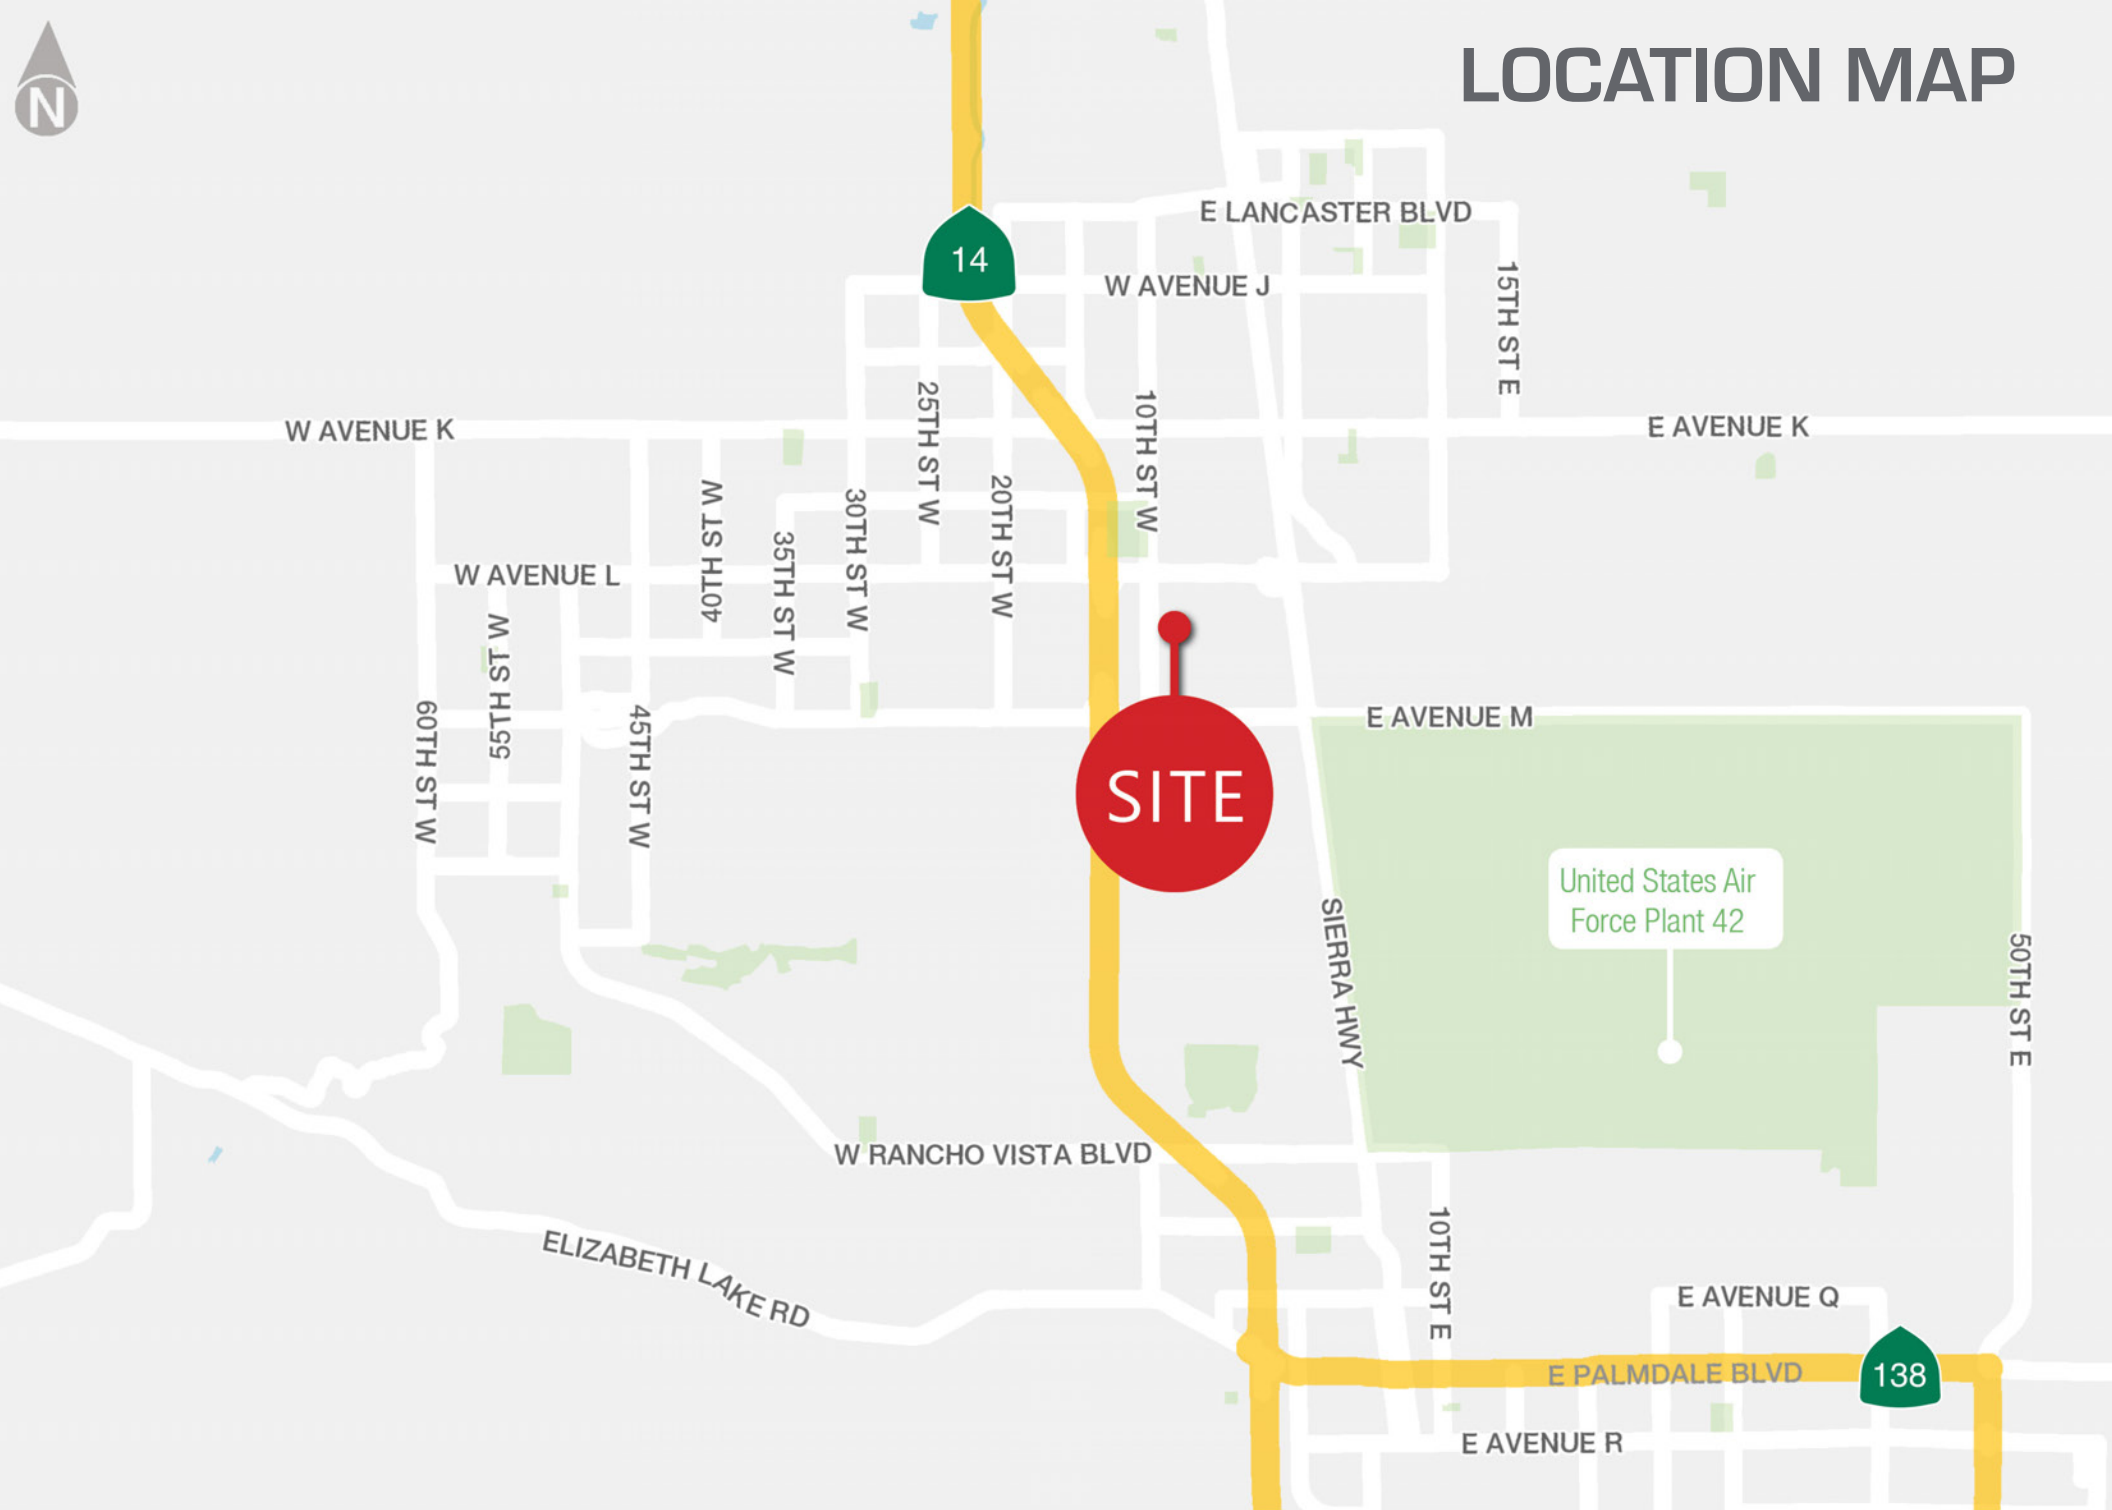 LOCATION MAP
N
E LANCASTER BLVD
14
W AVENUE J
15TH ST E
25TH ST W
10TH ST W
W AVENUE K
E AVENUE K
40TH ST W
30TH ST W
20TH ST W
35TH ST W
W AVENUE L
55TH ST W
60TH ST W
45TH ST W
E AVENUE M
SITE
United States Air
Force Plant 42
SIERRA HWY
50TH ST E
W RANCHO VISTA BLVD
10TH ST E
ELIZABETH LAKE RD
E AVENUE Q
E PALMDALE BLVD
138
E AVENUE R